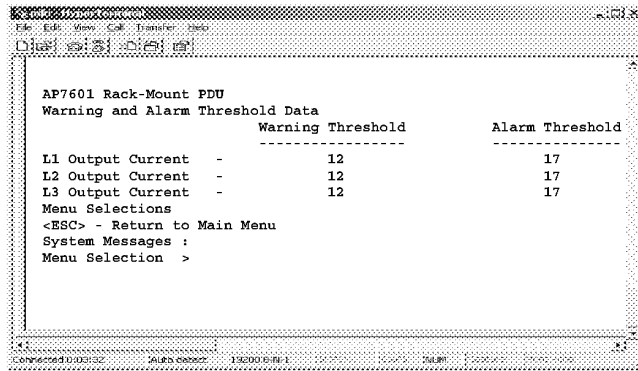 File Edit View Call Transfer Help
AP7601 Rack-Mount PDU
Warning and Alarm Threshold Data
Warning Threshold Alarm Threshold
----------------- ---------------
L1 Output Current - 12 17
L2 Output Current - 12 17
L3 Output Current - 12 17
Menu Selections
<ESC> - Return to Main Menu
System Messages :
Menu Selection >
Connected 0:03:32 Auto detect 19200 8-N-1 NUM